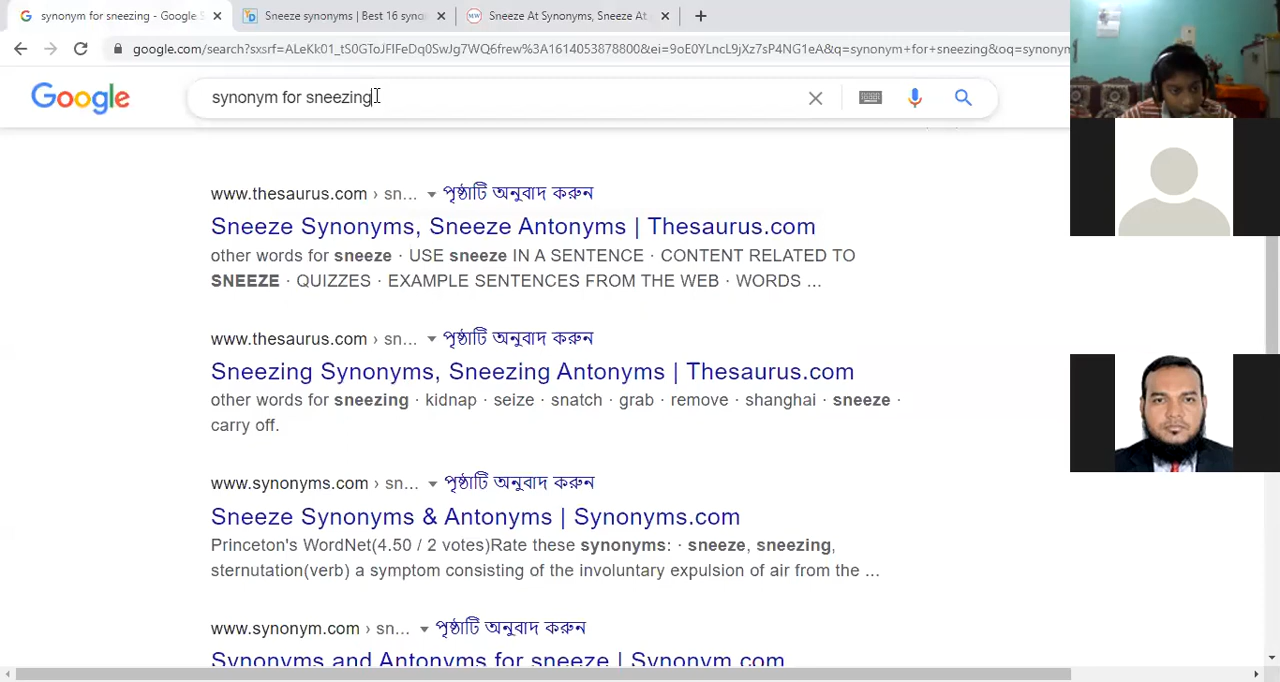 synonym for sneezing - Google S
Sneeze synonyms | Best 16 syno
Sneeze At Synonyms, Sneeze At
google.com/search?sxsrf=ALeKk01_tS0GToJFIFeDq0SwJg7WQ6frew%3A1614053878800&ei=9oE0YLncL9jXz7sP4NG1eA&q=synonym+for+sneezing&oq=synonym
Google
synonym for sneezing
www.thesaurus.com › sn... পৃষ্ঠাটি অনুবাদ করুন
Sneeze Synonyms, Sneeze Antonyms | Thesaurus.com
other words for sneeze · USE sneeze IN A SENTENCE · CONTENT RELATED TO
SNEEZE · QUIZZES · EXAMPLE SENTENCES FROM THE WEB · WORDS ...
www.thesaurus.com › sn... পৃষ্ঠাটি অনুবাদ করুন
Sneezing Synonyms, Sneezing Antonyms | Thesaurus.com
other words for sneezing · kidnap · seize · snatch · grab · remove · shanghai · sneeze ·
carry off.
www.synonyms.com › sn... পৃষ্ঠাটি অনুবাদ করুন
Sneeze Synonyms & Antonyms | Synonyms.com
Princeton's WordNet(4.50 / 2 votes)Rate these synonyms: · sneeze, sneezing,
sternutation(verb) a symptom consisting of the involuntary expulsion of air from the ...
www.synonym.com › sn... পৃষ্ঠাটি অনুবাদ করুন
Synonyms and Antonyms for sneeze | Synonym.com